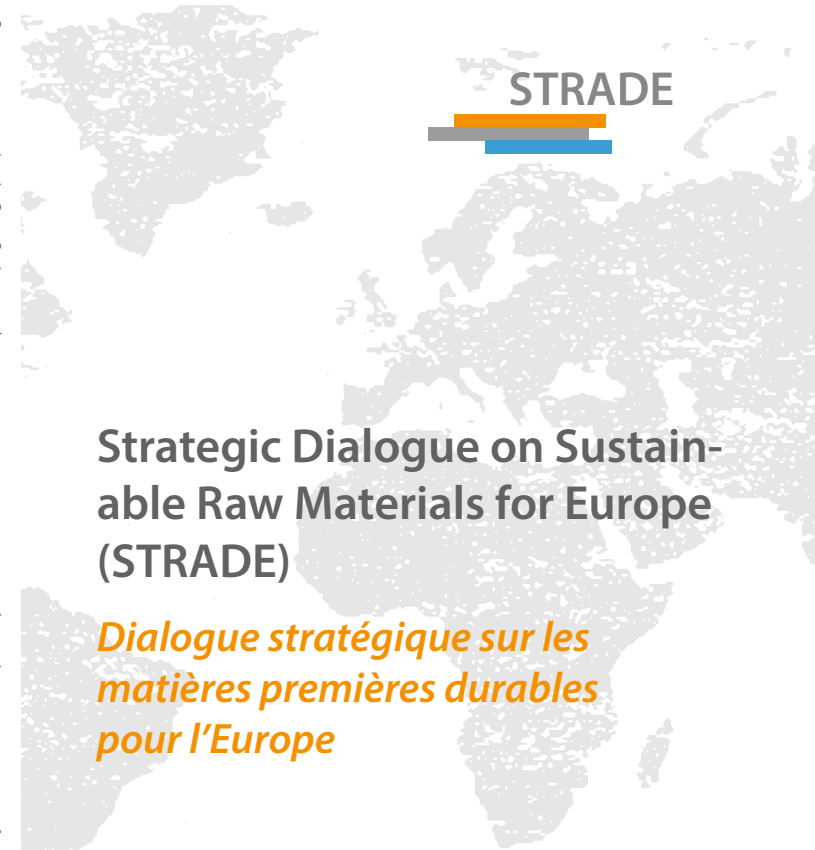 STRADE
Strategic Dialogue on Sustain-
able Raw Materials for Europe
(STRADE)
Dialogue stratégique sur les
matières premières durables
pour l’Europe